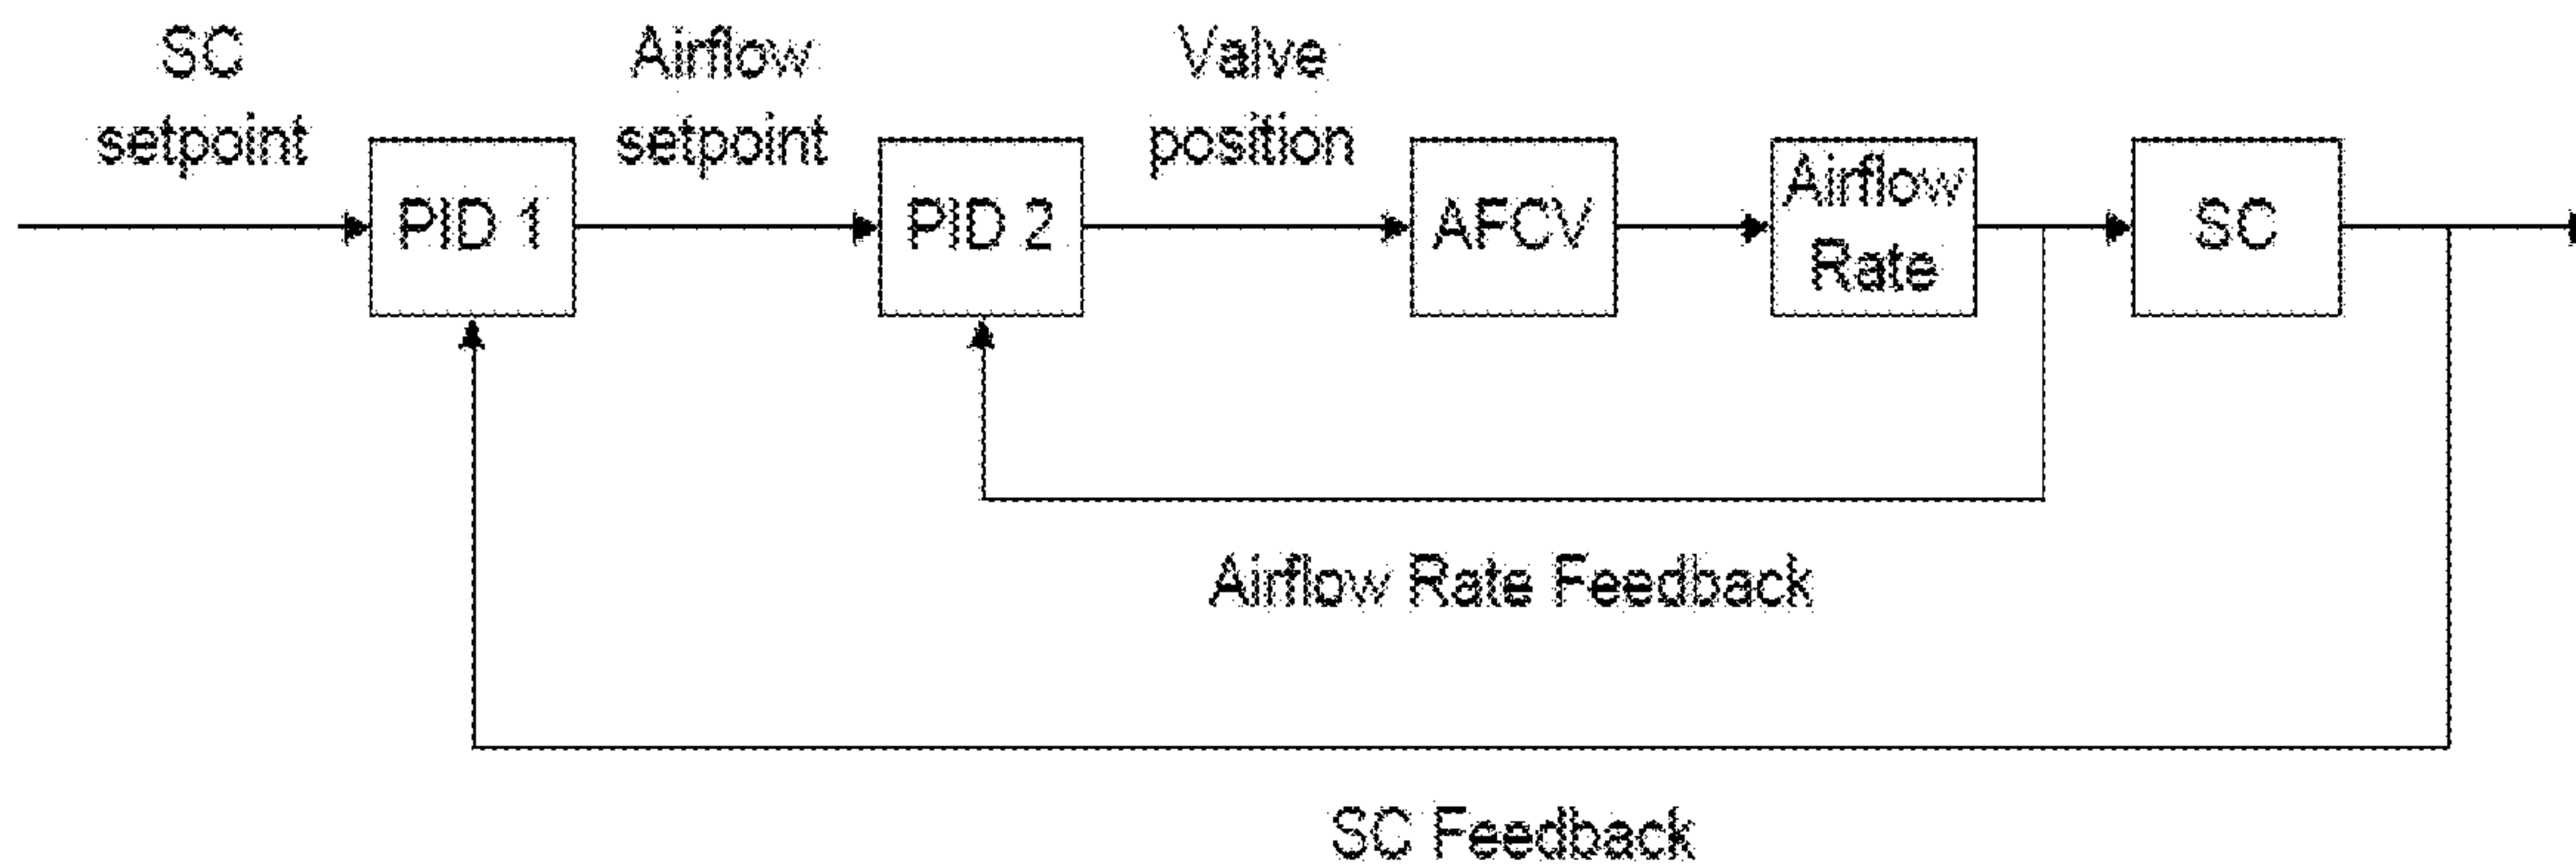 SC
setpoint
Airflow
setpoint
Valve
position
PID 1
PID 2
AFCV
Airflow
Rate
SC
Airflow Rate Feedback
SC Feedback